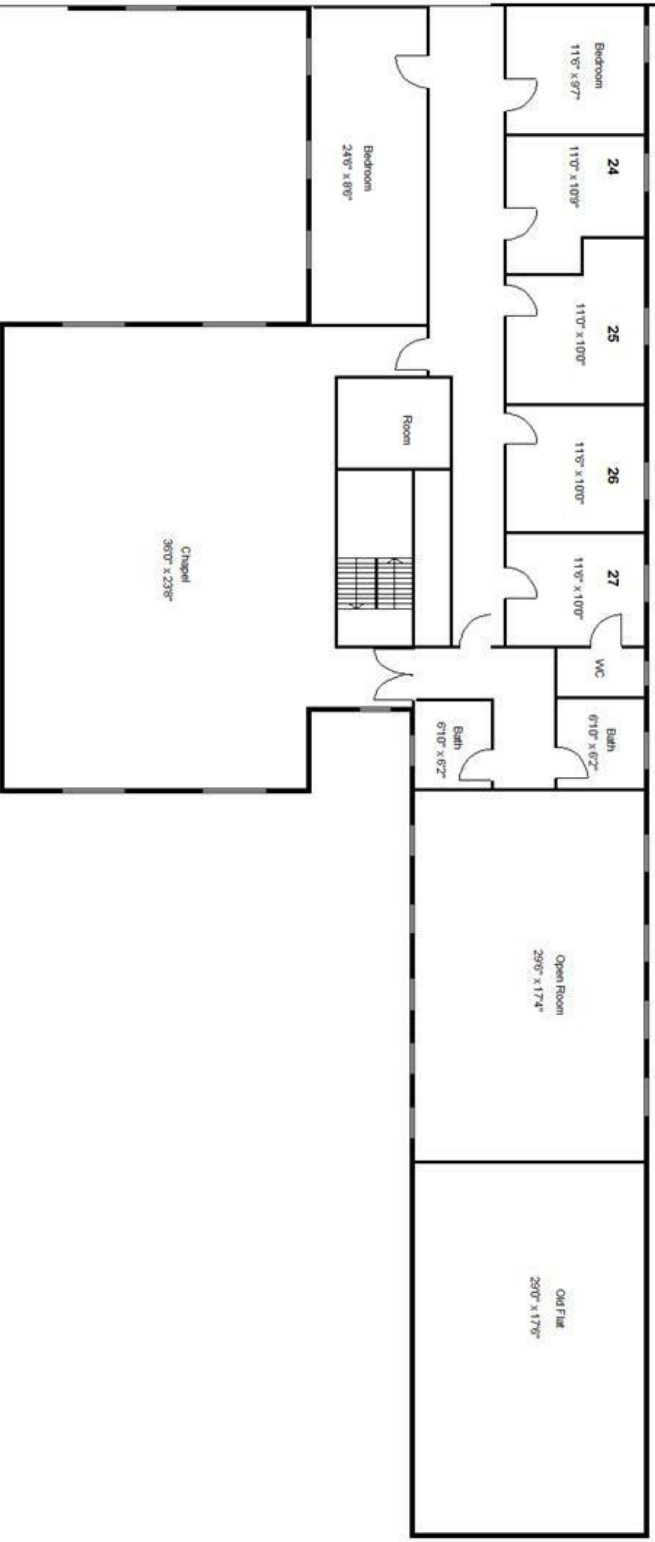 Bedroom
11'6" x 9'7"
24
11'0" x 10'9"
25
11'0" x 10'0"
26
11'6" x 10'0"
27
11'6" x 10'0"
WC
Bath
6'10" x 6'2"
Bedroom
24'6" x 8'6"
Room
Bath
6'10" x 6'2"
Open Room
29'6" x 17'4"
Old Flat
29'0" x 17'6"
Chapel
36'0" x 23'8"